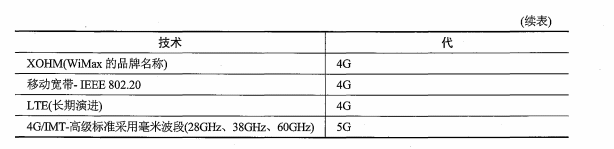 (续表)
技术 代
XOHM(WiMax 的品牌名称) 4G
移动宽带- IEEE 802.20 4G
LTE(长期演进) 4G
4G/IMT-高级标准采用毫米波段(28GHz、38GHz、60GHz) 5G